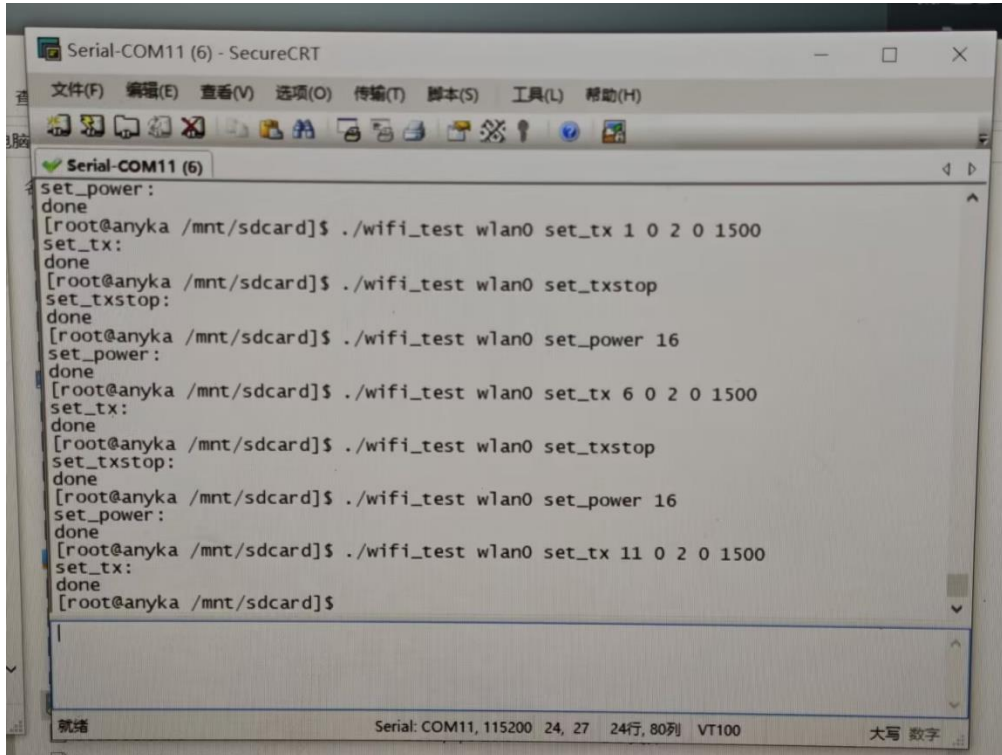 Serial-COM11 (6) - SecureCRT
文件(F) 编辑(E) 查看(V) 选项(O) 传输(T) 脚本(S) 工具(L) 帮助(H)
Serial-COM11 (6)
set_power:
done
[root@anyka /mnt/sdcard]$ ./wifi_test wlan0 set_tx 1 0 2 0 1500
set_tx:
done
[root@anyka /mnt/sdcard]$ ./wifi_test wlan0 set_txstop
set_txstop:
done
[root@anyka /mnt/sdcard]$ ./wifi_test wlan0 set_power 16
set_power:
done
[root@anyka /mnt/sdcard]$ ./wifi_test wlan0 set_tx 6 0 2 0 1500
set_tx:
done
[root@anyka /mnt/sdcard]$ ./wifi_test wlan0 set_txstop
set_txstop:
done
[root@anyka /mnt/sdcard]$ ./wifi_test wlan0 set_power 16
set_power:
done
[root@anyka /mnt/sdcard]$ ./wifi_test wlan0 set_tx 11 0 2 0 1500
set_tx:
done
[root@anyka /mnt/sdcard]$
就绪 Serial: COM11, 115200 24, 27 24行, 80列 VT100 大写 数字